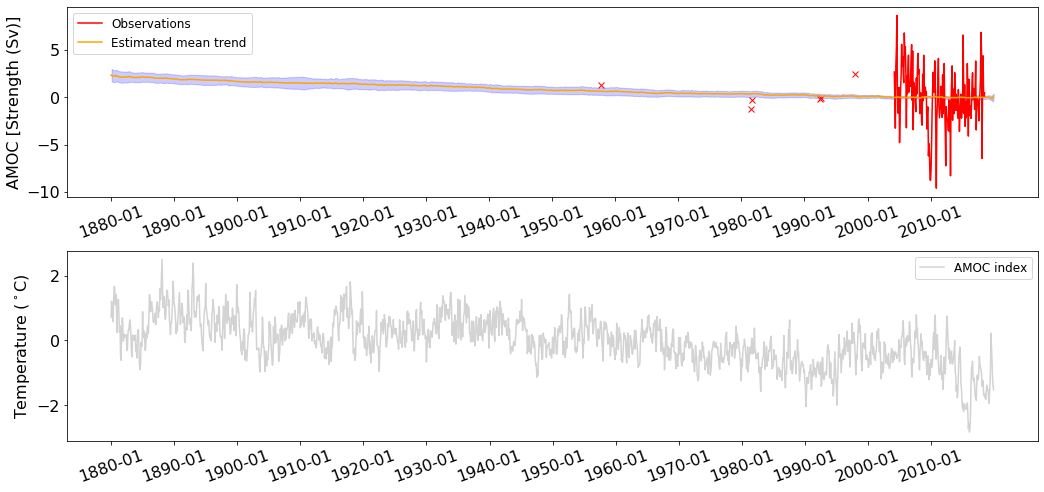 Observations
Estimated mean trend
AMOC [Strength (Sv)]
5
0
−5
−10
1880-01 1890-01 1900-01 1910-01 1920-01 1930-01 1940-01 1950-01 1960-01 1970-01 1980-01 1990-01 2000-01 2010-01
AMOC index
Temperature (°C)
2
0
−2
1880-01 1890-01 1900-01 1910-01 1920-01 1930-01 1940-01 1950-01 1960-01 1970-01 1980-01 1990-01 2000-01 2010-01